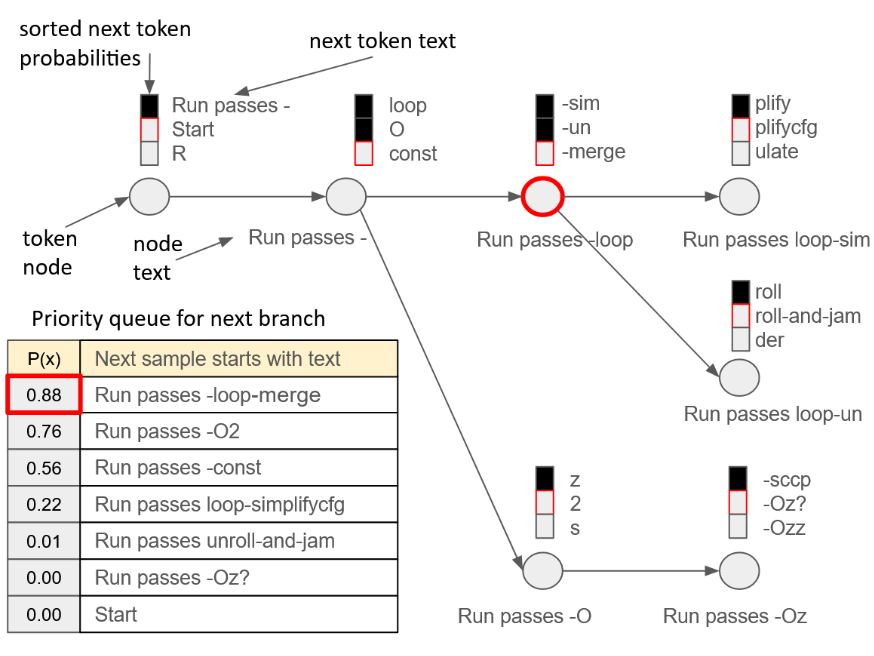 sorted next token
probabilities
next token text
Run passes -
Start
R
loop
O
const
-sim
-un
-merge
plify
plifycfg
ulate
token
node
node
text
Run passes -
Run passes -loop
Run passes loop-sim
roll
roll-and-jam
der
Run passes loop-un
Priority queue for next branch
P(x) Next sample starts with text
0.88 Run passes -loop-merge
0.76 Run passes -O2
0.56 Run passes -const
0.22 Run passes loop-simplifycfg
0.01 Run passes unroll-and-jam
0.00 Run passes -Oz?
0.00 Start
z
2
s
-sccp
-Oz?
-Ozz
Run passes -O
Run passes -Oz